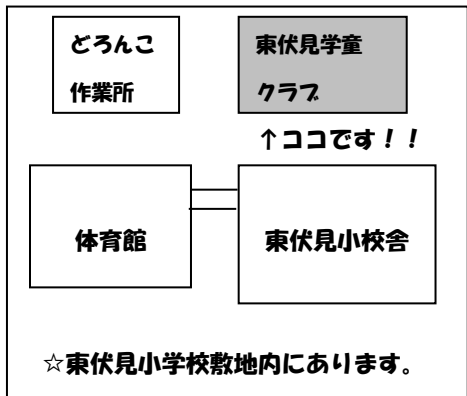 どろんこ
作業所
東伏見学童
クラブ
↑ココです！！
体育館
東伏見小校舎
☆東伏見小学校敷地内にあります。